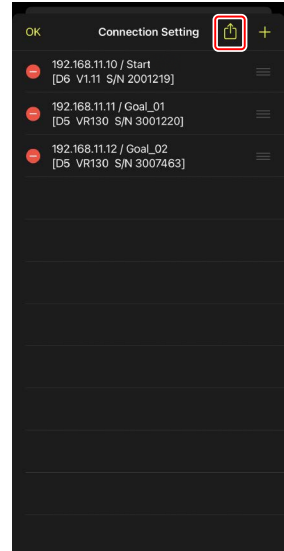 OK Connection Setting +
192.168.11.10 / Start
[D6 V1.11 S/N 2001219]
192.168.11.11 / Goal_01
[D5 VR130 S/N 3001220]
192.168.11.12 / Goal_02
[D5 VR130 S/N 3007463]